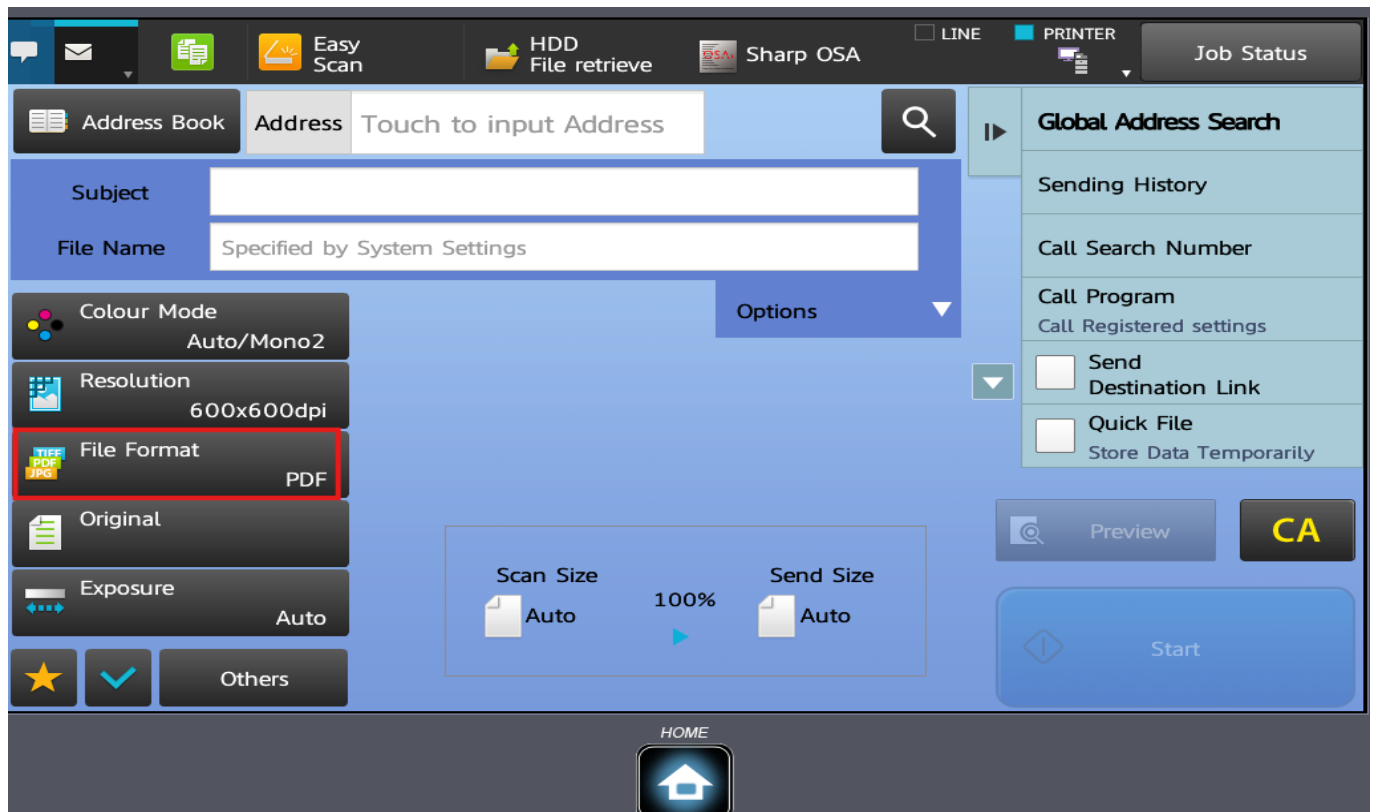 LINE
PRINTER
Easy
Scan
HDD
File retrieve
OSA
Sharp OSA
Job Status
Address Book
Address
Touch to input Address
Global Address Search
Subject
Sending History
File Name
Specified by System Settings
Call Search Number
Colour Mode
Auto/Mono2
Options
Call Program
Call Registered settings
Resolution
600x600dpi
Send
Destination Link
TIFF
PDF
JPG
File Format
PDF
Quick File
Store Data Temporarily
Original
Preview
CA
Exposure
Auto
Scan Size
Auto
100%
Send Size
Auto
Start
Others
HOME